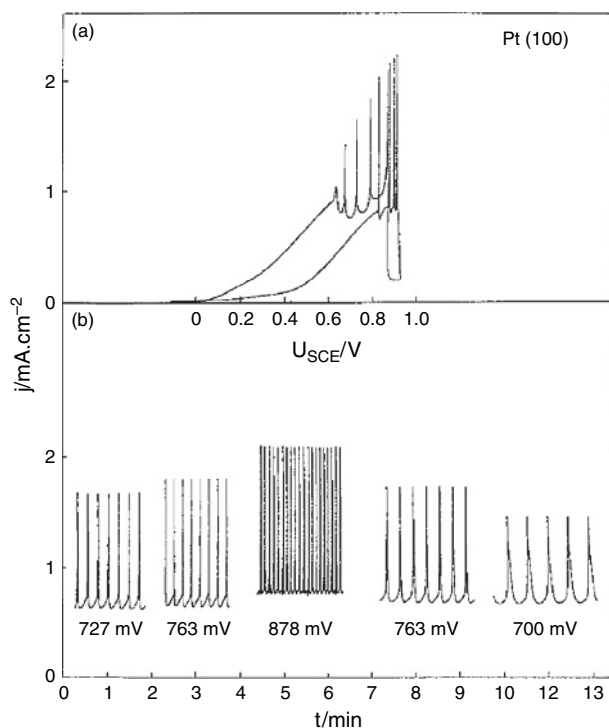 (a)
Pt (100)
2
1
0
0 0.2 0.4 0.6 0.8 1.0
U_SCE/V
j/mA.cm⁻²
(b)
2
1
0
727 mV 763 mV 878 mV 763 mV 700 mV
0 1 2 3 4 5 6 7 8 10 12 13
t/min